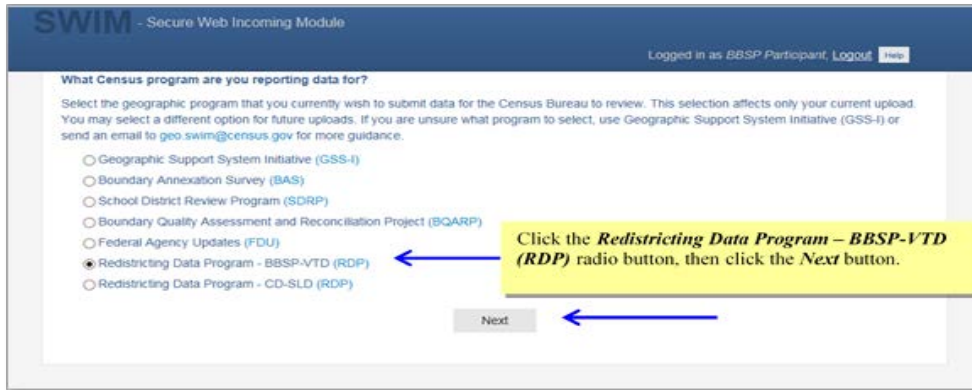 SWIM - Secure Web Incoming Module
Logged in as BBSP Participant, Logout Help
What Census program are you reporting data for?
Select the geographic program that you currently wish to submit data for the Census Bureau to review. This selection affects only your current upload.
You may select a different option for future uploads. If you are unsure what program to select, use Geographic Support System Initiative (GSS-I) or
send an email to geo.swim@census.gov for more guidance.
Geographic Support System Initiative (GSS-I)
Boundary Annexation Survey (BAS)
School District Review Program (SDRP)
Boundary Quality Assessment and Reconciliation Project (BQARP)
Federal Agency Updates (FDU)
Redistricting Data Program - BBSP-VTD (RDP)
Redistricting Data Program - CD-SLD (RDP)
Click the Redistricting Data Program – BBSP-VTD
(RDP) radio button, then click the Next button.
Next